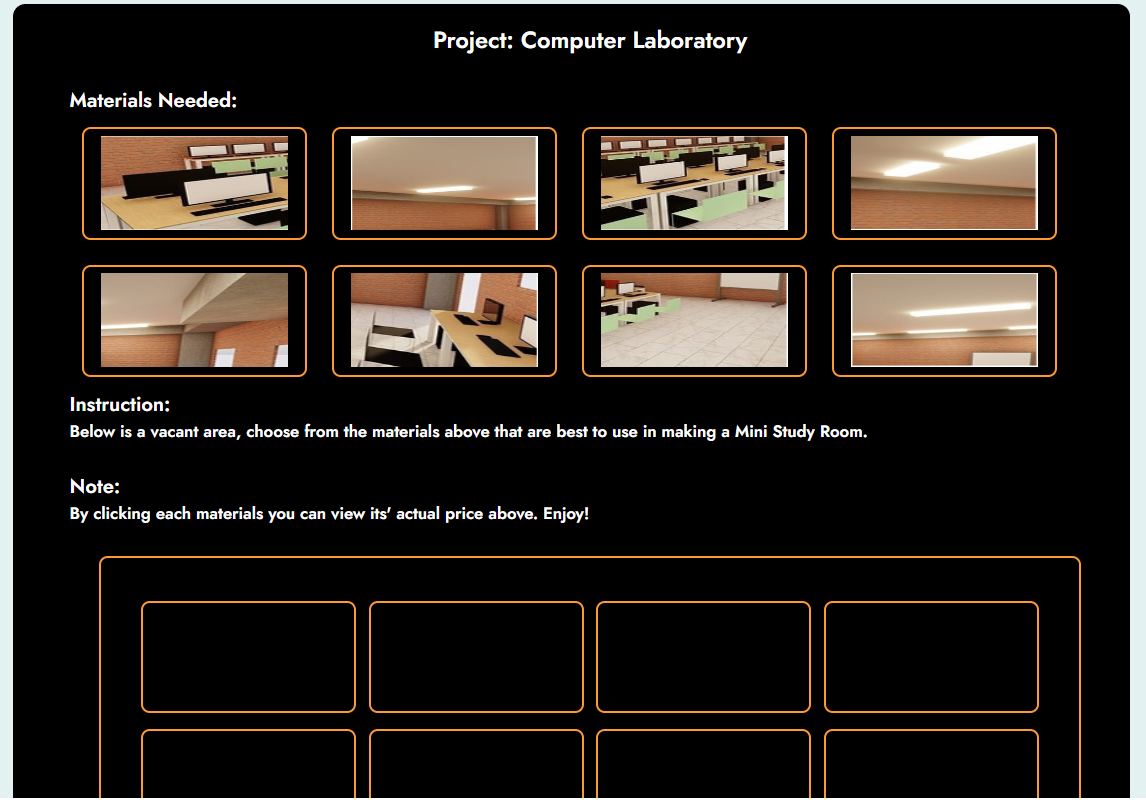 Project: Computer Laboratory
Materials Needed:
Instruction:
Below is a vacant area, choose from the materials above that are best to use in making a Mini Study Room.
Note:
By clicking each materials you can view its' actual price above. Enjoy!